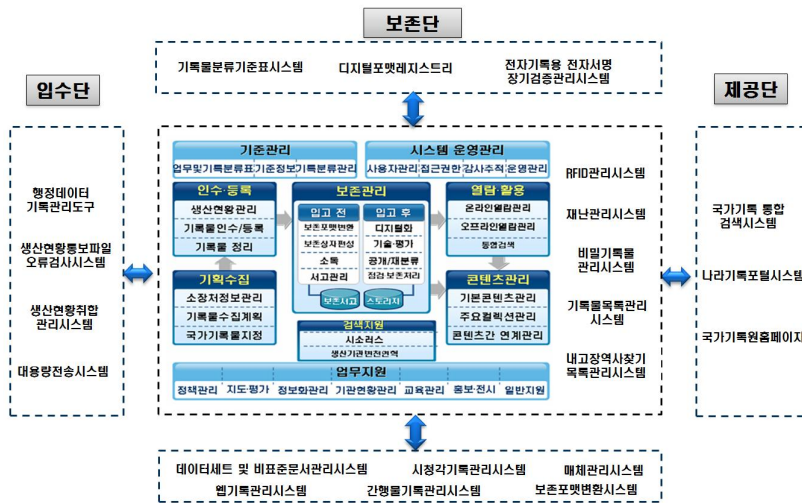 보존단
기록물분류기준표시스템
디지털포맷레지스트리
전자기록용 전자서명
장기검증관리시스템
입수단
행정데이터
기록관리도구
생산현황통보파일
오류검사시스템
생산현황취합
관리시스템
대용량전송시스템
기준관리
업무및기록분류표
기준정보
기록분류관리
시스템 운영관리
사용자관리
접근권한
감사추적
운영관리
인수·등록
생산현황관리
기록물인수/등록
기록물 정리
보존관리
입고 전
보존포맷변환
보존상자편성
소독
서고관리
입고 후
디지털화
기술·평가
공개/재분류
점검 보존처리
보존서고
스토리지
열람·활용
온라인열람관리
오프라인열람관리
통합검색
기획수집
소장처정보관리
기록물수집계획
국가기록물지정
콘텐츠관리
기본콘텐츠관리
주요컬렉션관리
콘텐츠간 연계관리
검색지원
시소러스
생산기관변천연혁
업무지원
정책관리
지도·평가
정보화관리
기관현황관리
교육관리
홍보·전시
일반지원
RFID관리시스템
재난관리시스템
비밀기록물
관리시스템
기록물목록관리
시스템
내고장역사찾기
목록관리시스템
제공단
국가기록 통합
검색시스템
나라기록포털시스템
국가기록원홈페이지
데이터세트 및 비표준문서관리시스템
시청각기록관리시스템
매체관리시스템
웹기록관리시스템
간행물기록관리시스템
보존포맷변환시스템